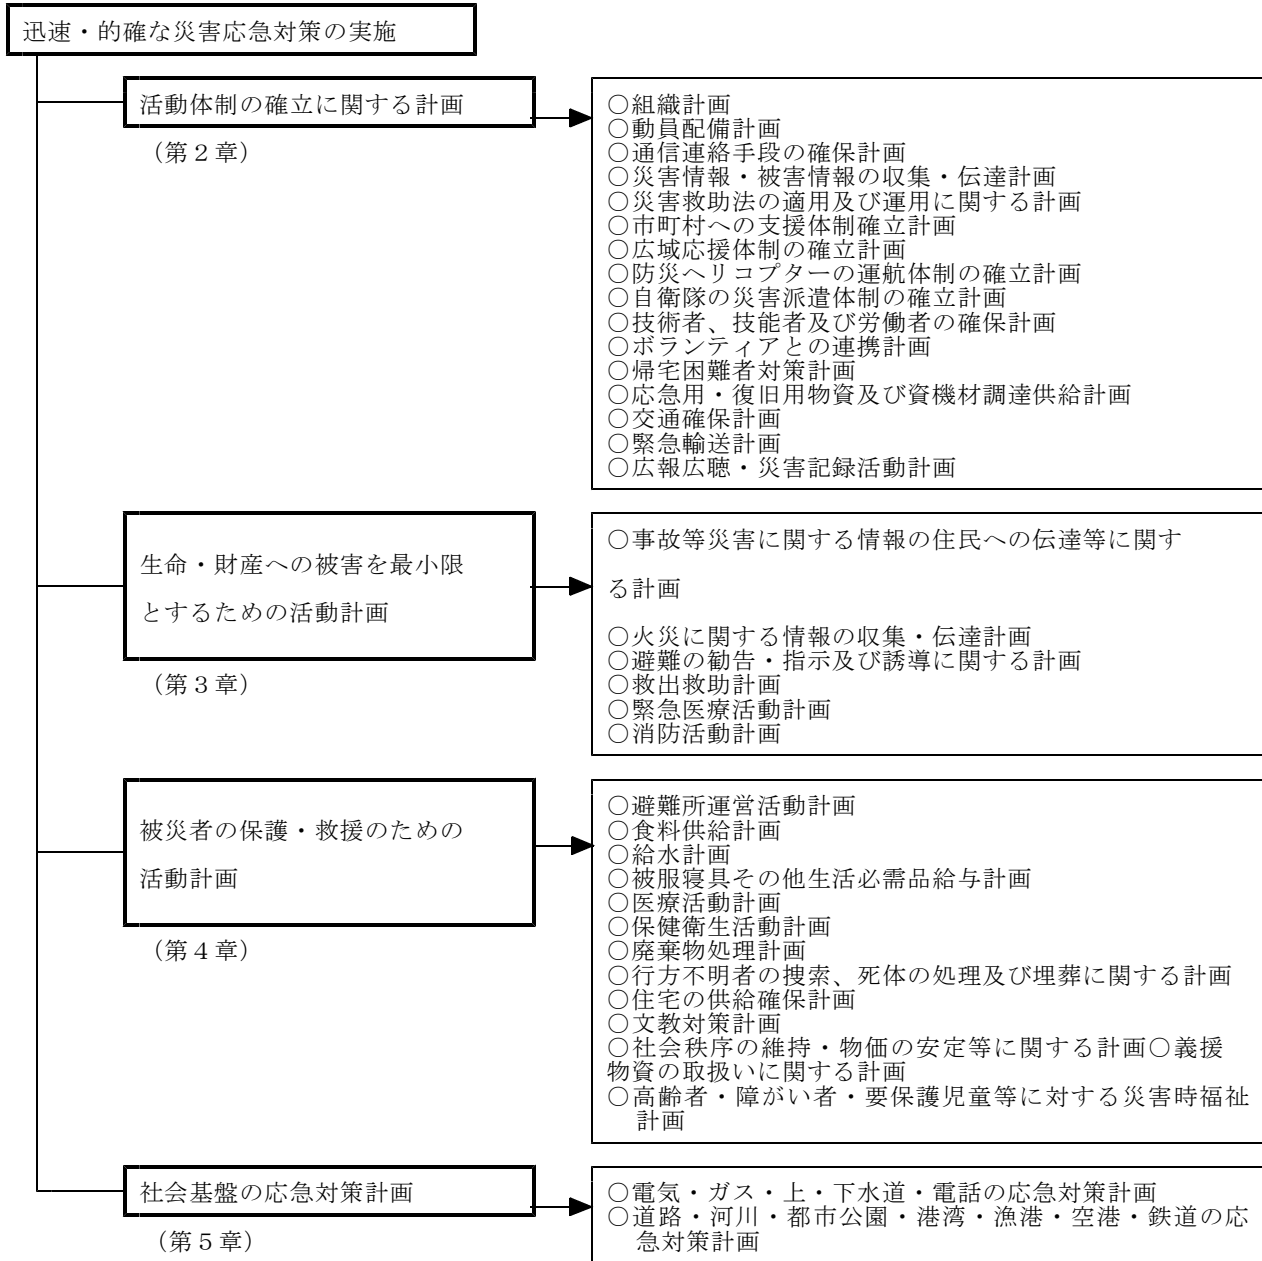 迅速・的確な災害応急対策の実施
活動体制の確立に関する計画
（第２章）
○組織計画
○動員配備計画
○通信連絡手段の確保計画
○災害情報・被害情報の収集・伝達計画
○災害救助法の適用及び運用に関する計画
○市町村への支援体制確立計画
○広域応援体制の確立計画
○防災ヘリコプターの運航体制の確立計画
○自衛隊の災害派遣体制の確立計画
○技術者、技能者及び労働者の確保計画
○ボランティアとの連携計画
○帰宅困難者対策計画
○応急用・復旧用物資及び資機材調達供給計画
○交通確保計画
○緊急輸送計画
○広報広聴・災害記録活動計画
生命・財産への被害を最小限
とするための活動計画
（第３章）
○事故等災害に関する情報の住民への伝達等に関す
る計画
○火災に関する情報の収集・伝達計画
○避難の勧告・指示及び誘導に関する計画
○救出救助計画
○緊急医療活動計画
○消防活動計画
被災者の保護・救援のための
活動計画
（第４章）
○避難所運営活動計画
○食料供給計画
○給水計画
○被服寝具その他生活必需品給与計画
○医療活動計画
○保健衛生活動計画
○廃棄物処理計画
○行方不明者の捜索、死体の処理及び埋葬に関する計画
○住宅の供給確保計画
○文教対策計画
○社会秩序の維持・物価の安定等に関する計画○義援
物資の取扱いに関する計画
○高齢者・障がい者・要保護児童等に対する災害時福祉
計画
社会基盤の応急対策計画
（第５章）
○電気・ガス・上・下水道・電話の応急対策計画
○道路・河川・都市公園・港湾・漁港・空港・鉄道の応
急対策計画